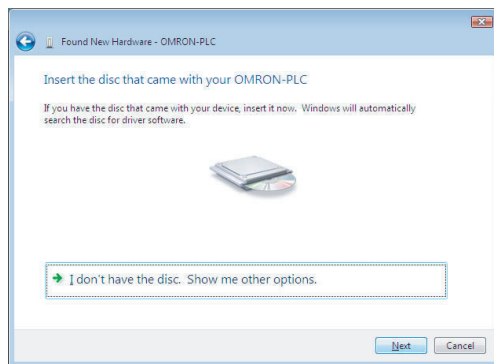 Found New Hardware - OMRON-PLC
Insert the disc that came with your OMRON-PLC
If you have the disc that came with your device, insert it now. Windows will automatically
search the disc for driver software.
I don't have the disc. Show me other options.
Next Cancel